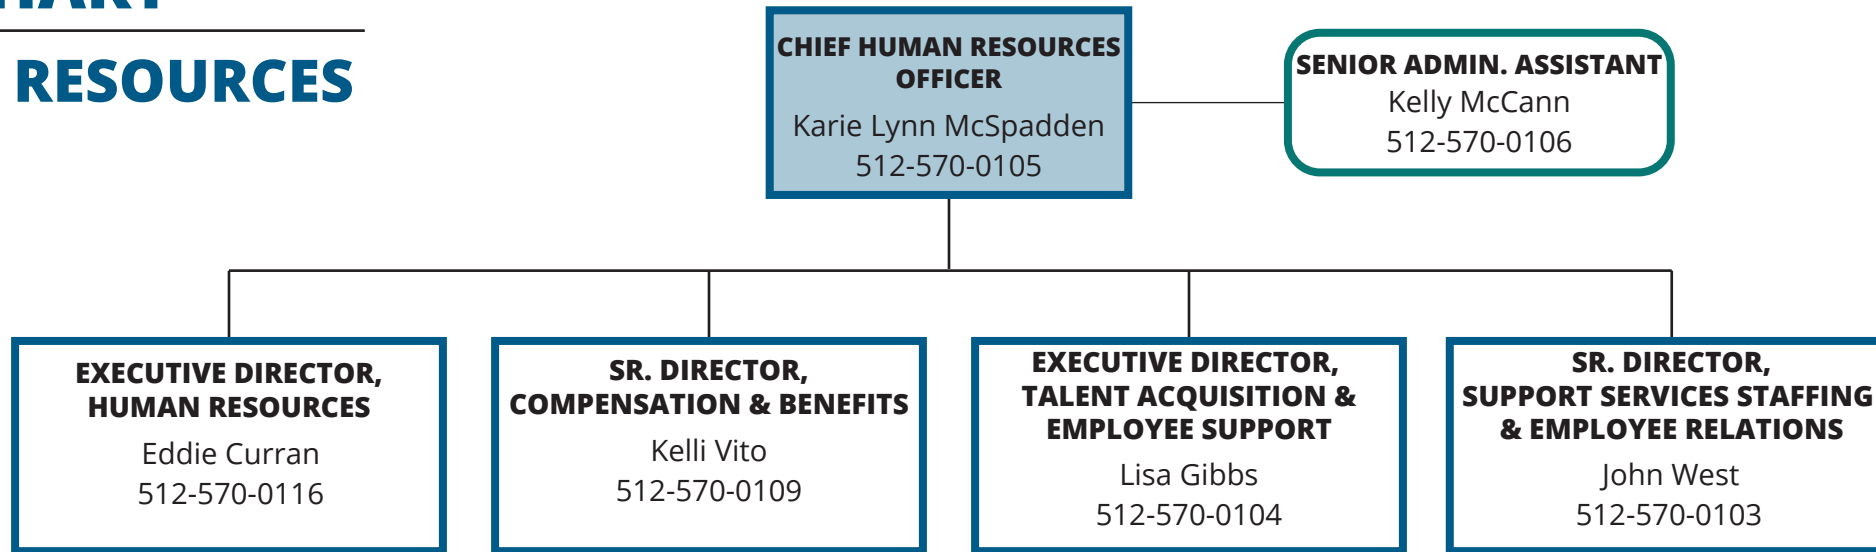 RESOURCES
CHIEF HUMAN RESOURCES
OFFICER
Karie Lynn McSpadden
512-570-0105
SENIOR ADMIN. ASSISTANT
Kelly McCann
512-570-0106
EXECUTIVE DIRECTOR,
HUMAN RESOURCES
Eddie Curran
512-570-0116
SR. DIRECTOR,
COMPENSATION & BENEFITS
Kelli Vito
512-570-0109
EXECUTIVE DIRECTOR,
TALENT ACQUISITION &
EMPLOYEE SUPPORT
Lisa Gibbs
512-570-0104
SR. DIRECTOR,
SUPPORT SERVICES STAFFING
& EMPLOYEE RELATIONS
John West
512-570-0103